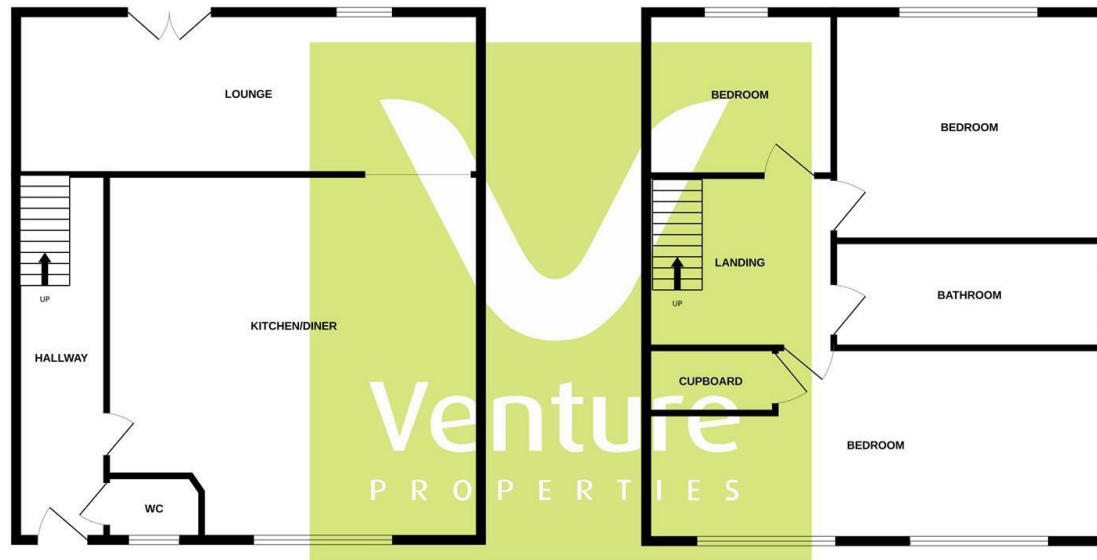 LOUNGE
UP
KITCHEN/DINER
HALLWAY
WC
BEDROOM
BEDROOM
LANDING
UP
BATHROOM
CUPBOARD
BEDROOM
Venture
PROPERTIES